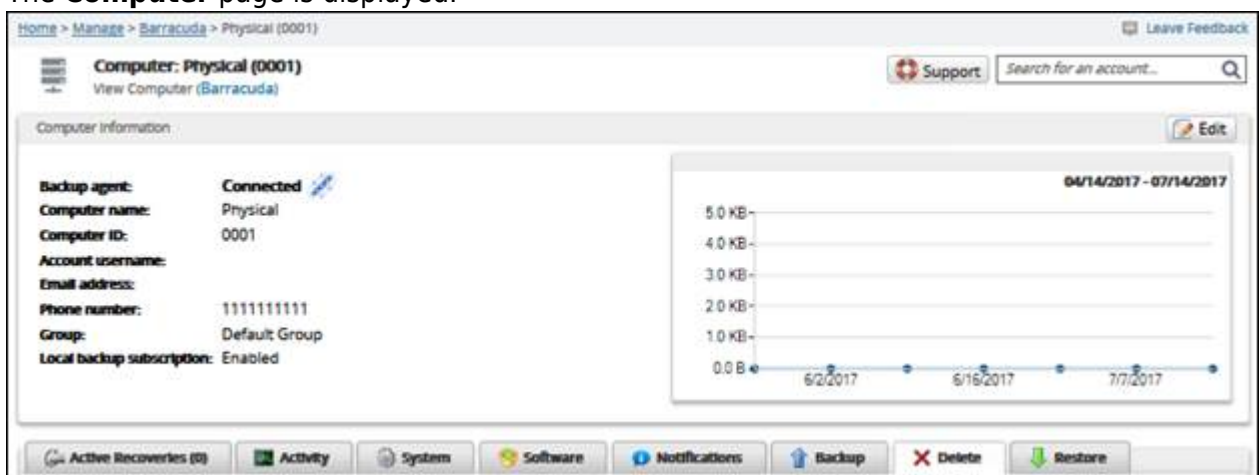 The Computer page is displayed.
Home > Manage > Barracuda > Physical (0001)
Leave Feedback
Computer: Physical (0001)
View Computer (Barracuda)
Support
Search for an account...
Computer Information
Edit
Backup agent: Connected
Computer name: Physical
Computer ID: 0001
Account username:
Email address:
Phone number: 1111111111
Group: Default Group
Local backup subscription: Enabled
04/14/2017 - 07/14/2017
5.0 KB
4.0 KB
3.0 KB
2.0 KB
1.0 KB
0.0 B
6/2/2017 6/16/2017 7/7/2017
Active Recoveries (0) Activity System Software Notifications Backup Delete Restore